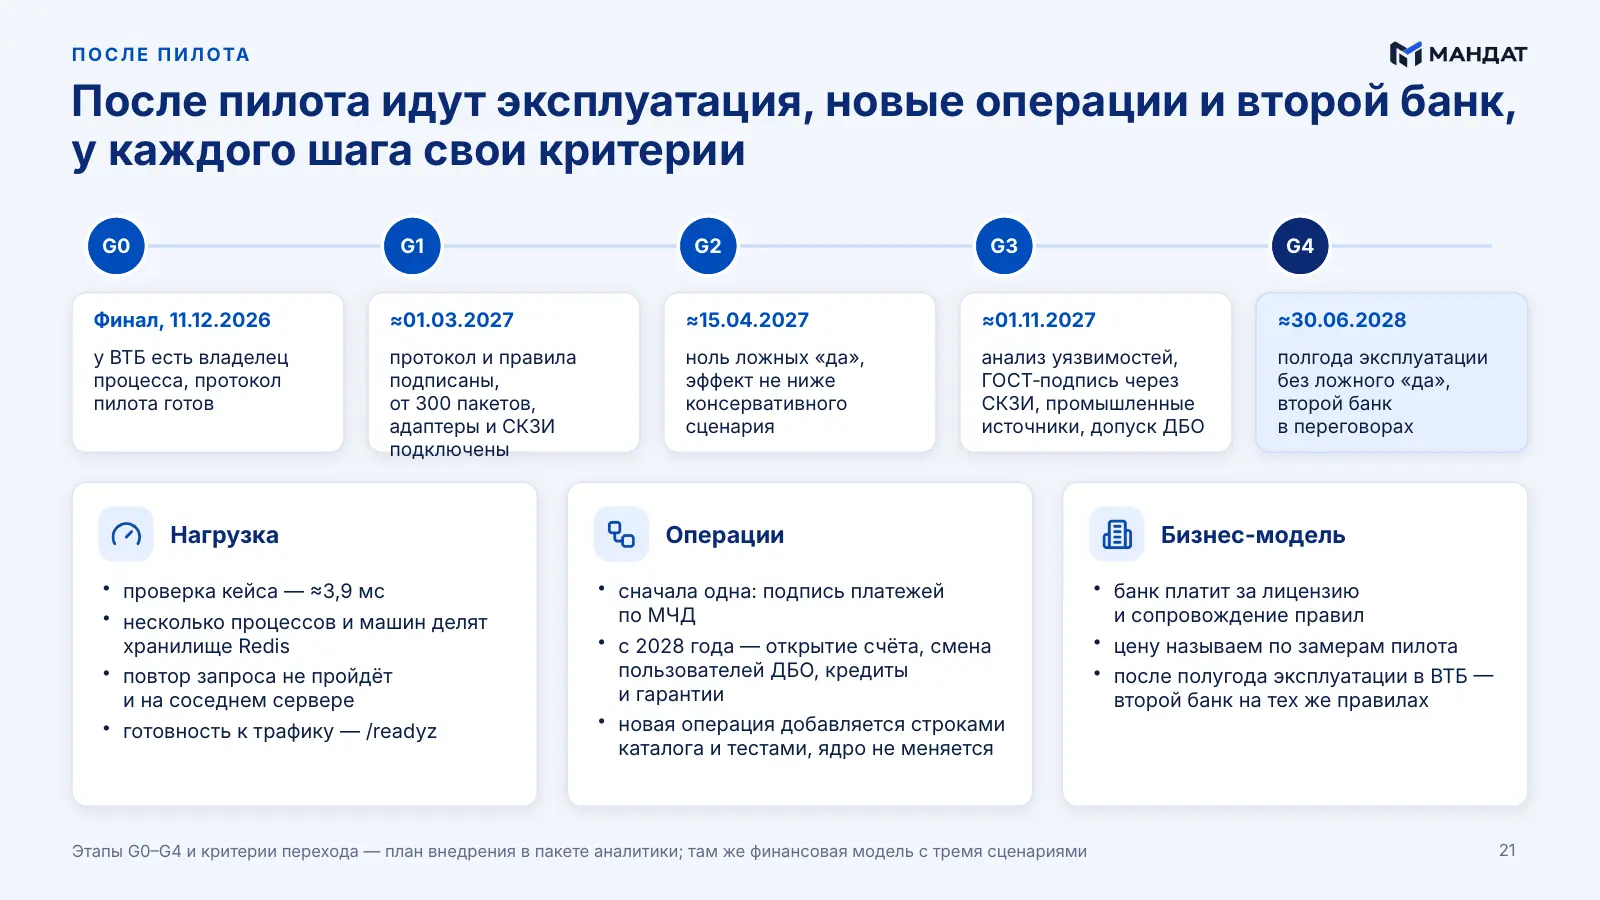 ПОСЛЕ ПИЛОТА
МАНДАТ
После пилота идут эксплуатация, новые операции и второй банк,
у каждого шага свои критерии
G0
G1
G2
G3
G4
Финал, 11.12.2026
у ВТБ есть владелец
процесса, протокол
пилота готов
≈01.03.2027
протокол и правила
подписаны,
от 300 пакетов,
адаптеры и СКЗИ
подключены
≈15.04.2027
ноль ложных «да»,
эффект не ниже
консервативного
сценария
≈01.11.2027
анализ уязвимостей,
ГОСТ-подпись через
СКЗИ, промышленные
источники, допуск ДБО
≈30.06.2028
полгода эксплуатации
без ложного «да»,
второй банк
в переговорах
Нагрузка
• проверка кейса — ≈3,9 мс
• несколько процессов и машин делят
хранилище Redis
• повтор запроса не пройдёт
и на соседнем сервере
• готовность к трафику — /readyz
Операции
• сначала одна: подпись платежей
по МЧД
• с 2028 года — открытие счёта, смена
пользователей ДБО, кредиты
и гарантии
• новая операция добавляется строками
каталога и тестами, ядро не меняется
Бизнес-модель
• банк платит за лицензию
и сопровождение правил
• цену называем по замерам пилота
• после полугода эксплуатации в ВТБ —
второй банк на тех же правилах
Этапы G0–G4 и критерии перехода — план внедрения в пакете аналитики; там же финансовая модель с тремя сценариями
21